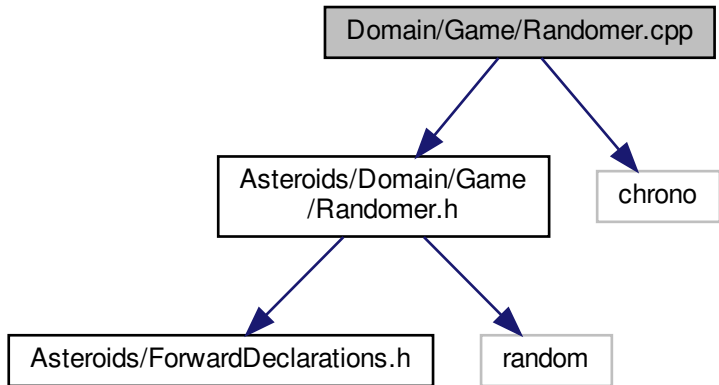 Domain/Game/Randomer.cpp
Asteroids/Domain/Game
/Randomer.h
chrono
Asteroids/ForwardDeclarations.h
random